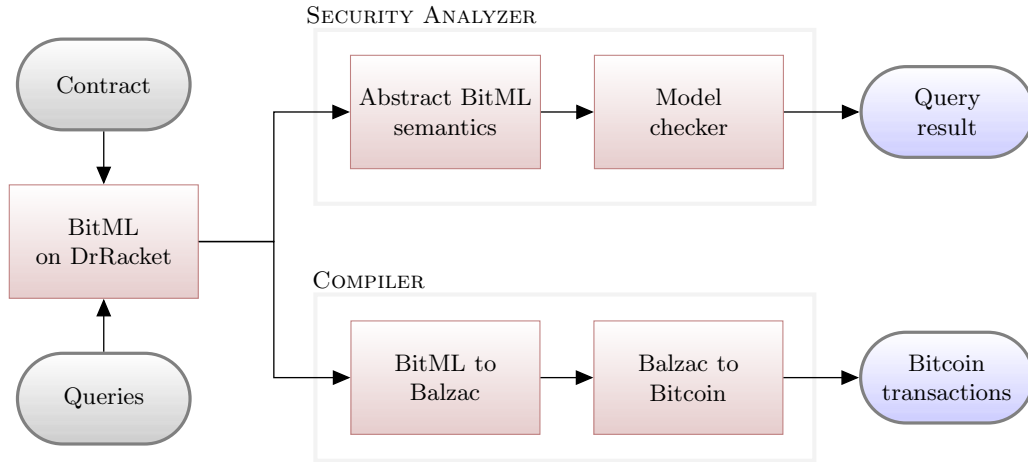 SECURITY ANALYZER
Contract
Abstract BitML
semantics
Model
checker
Query
result
BitML
on DrRacket
COMPILER
Queries
BitML to
Balzac
Balzac to
Bitcoin
Bitcoin
transactions